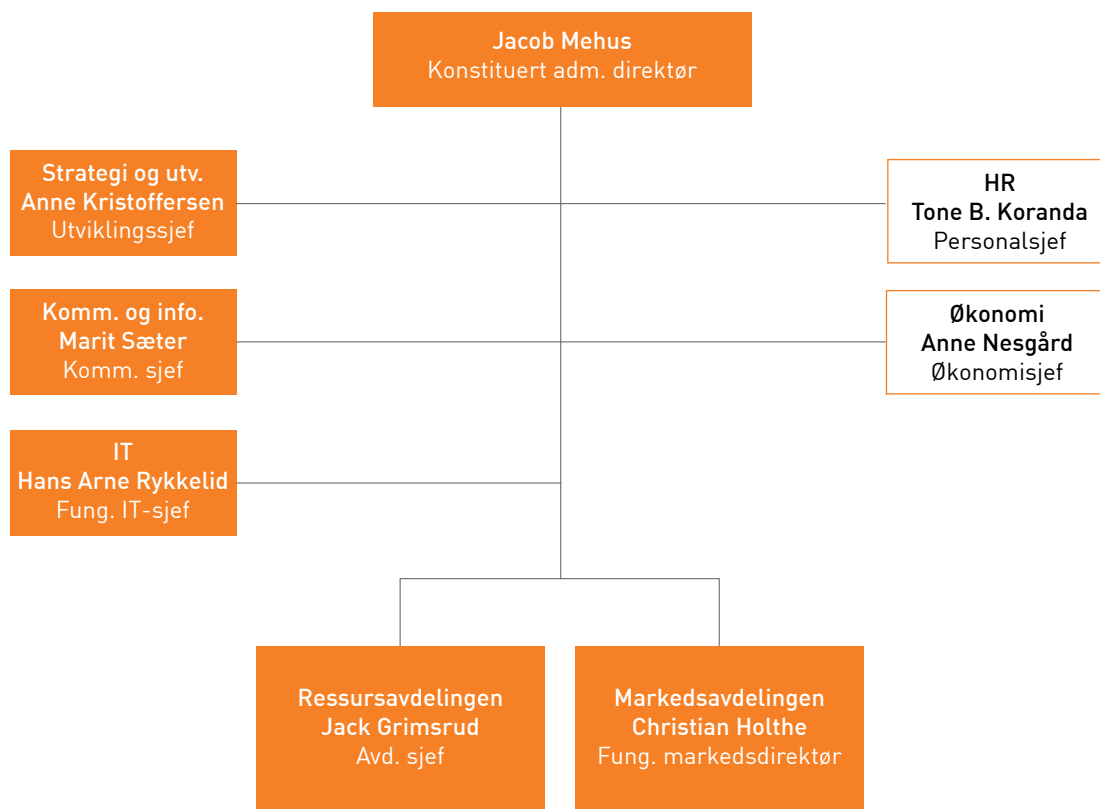 Jacob Mehus
Konstituert adm. direktør
Strategi og utv.
Anne Kristoffersen
Utviklingssjef
HR
Tone B. Koranda
Personalsjef
Komm. og info.
Marit Sæter
Komm. sjef
Økonomi
Anne Nesgård
Økonomisjef
IT
Hans Arne Rykkelid
Fung. IT-sjef
Ressursavdelingen
Jack Grimsrud
Avd. sjef
Markedsavdelingen
Christian Holthe
Fung. markedsdirektør